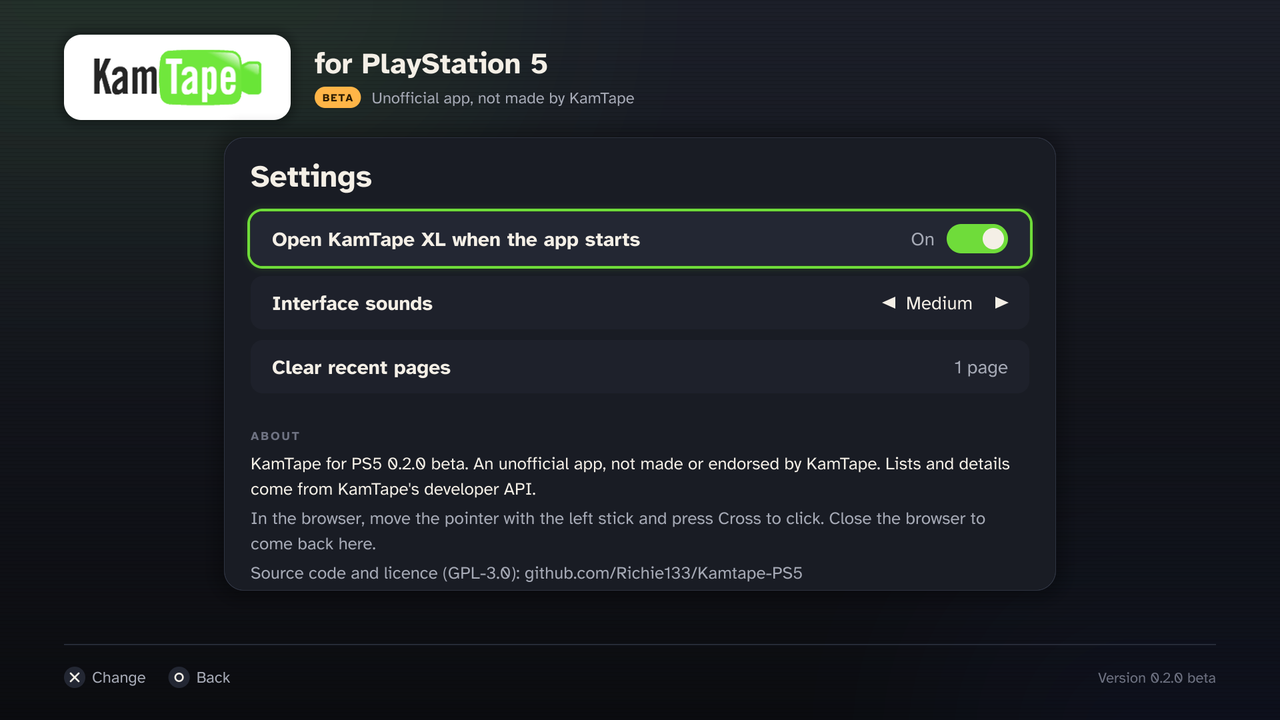 KamTape
for PlayStation 5
BETA Unofficial app, not made by KamTape
Settings
Open KamTape XL when the app starts On
Interface sounds ◀ Medium ▶
Clear recent pages 1 page
ABOUT
KamTape for PS5 0.2.0 beta. An unofficial app, not made or endorsed by KamTape. Lists and details
come from KamTape's developer API.
In the browser, move the pointer with the left stick and press Cross to click. Close the browser to
come back here.
Source code and licence (GPL-3.0): github.com/Richie133/Kamtape-PS5
Change Back Version 0.2.0 beta